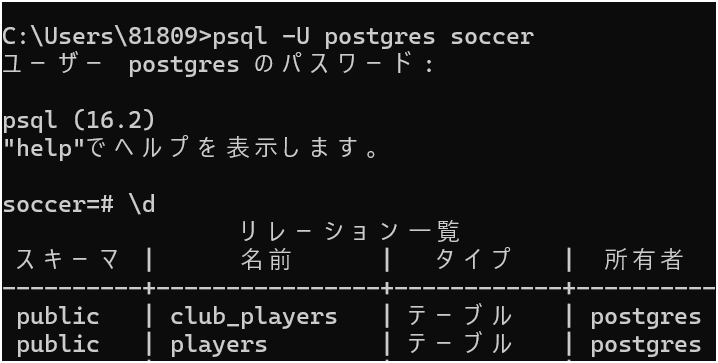 C:\Users\81809>psql -U postgres soccer
ユーザー postgres のパスワード：
psql (16.2)
"help"でヘルプを表示します。
soccer=# \d
リレーション一覧
スキーマ | 名前 | タイプ | 所有者
----------+----------------+------------+----------
public | club_players | テーブル | postgres
public | players | テーブル | postgres